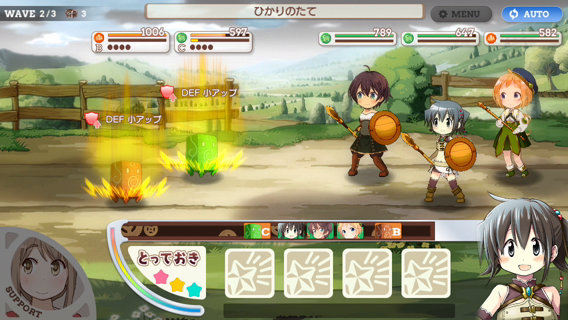 WAVE 2/3 3
ひかりのたて
MENU
AUTO
1006
B
597
C
789
647
582
DEF 小アップ
DEF 小アップ
C
B
とっておき
SUPPORT